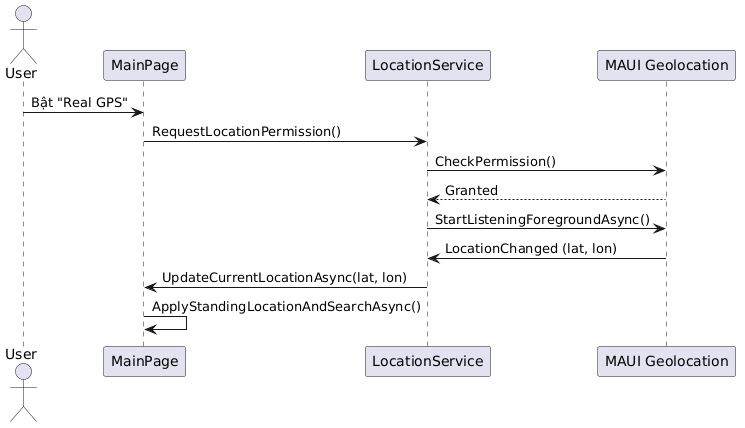 User
MainPage
LocationService
MAUI Geolocation
Bật "Real GPS"
RequestLocationPermission()
CheckPermission()
Granted
StartListeningForegroundAsync()
LocationChanged (lat, lon)
UpdateCurrentLocationAsync(lat, lon)
ApplyStandingLocationAndSearchAsync()
User
MainPage
LocationService
MAUI Geolocation